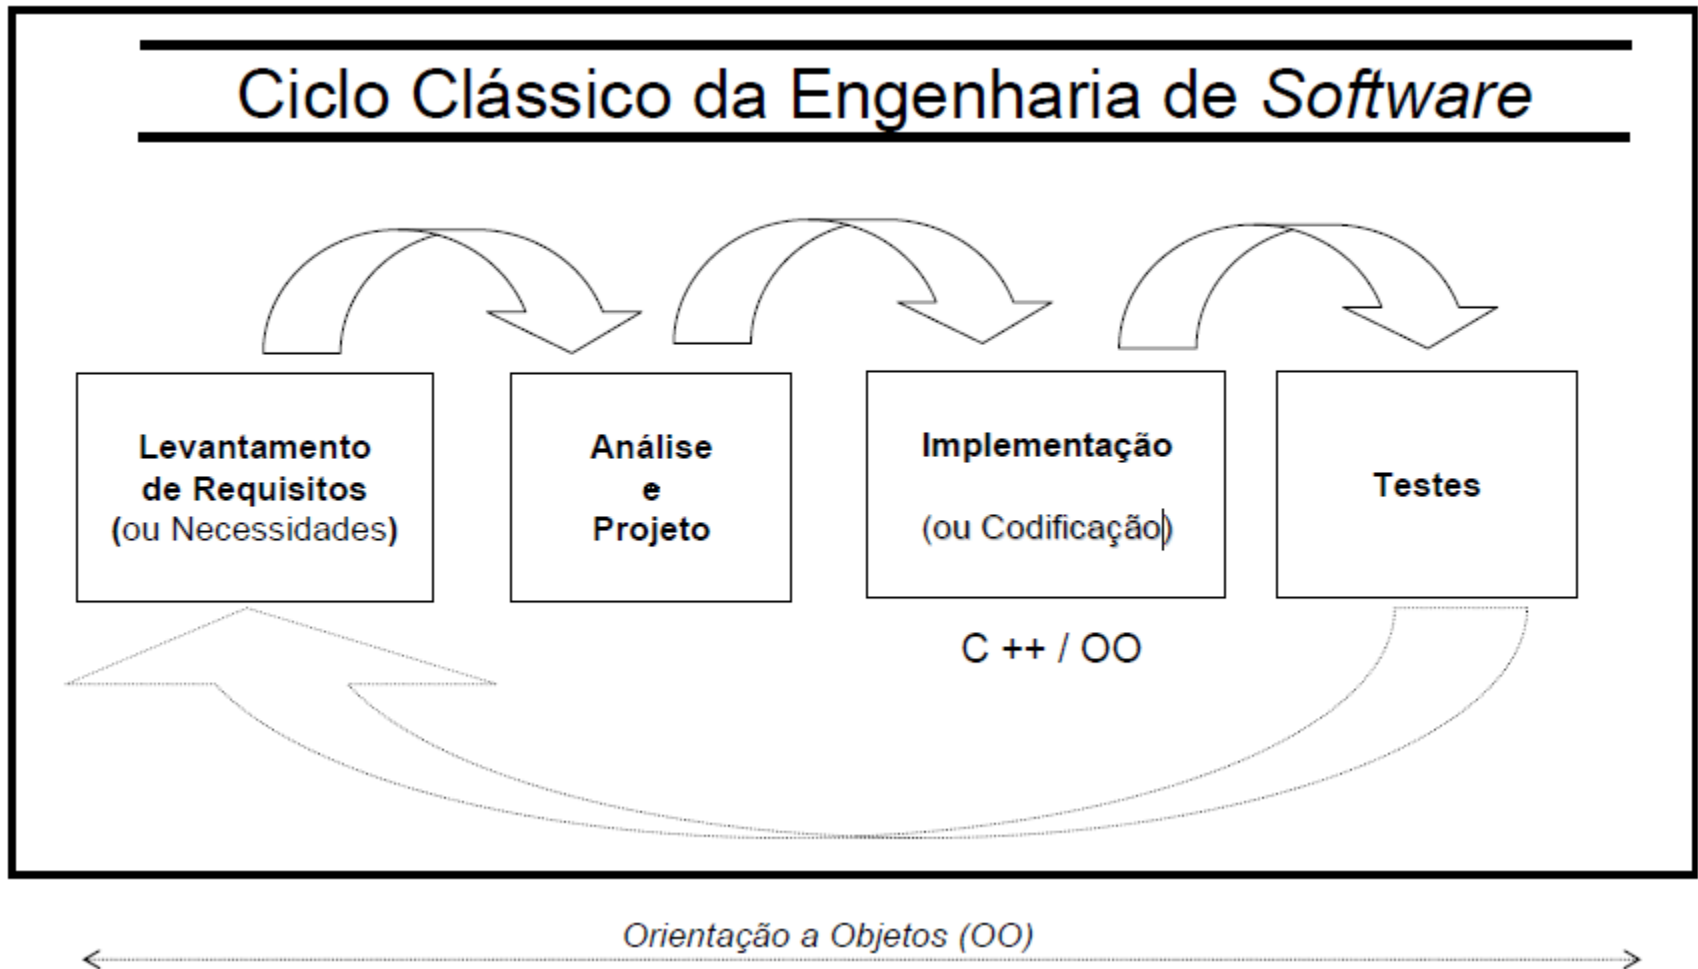 Ciclo Clássico da Engenharia de Software
Levantamento
de Requisitos
(ou Necessidades)
Análise
e
Projeto
Implementação
(ou Codificação)
Testes
C ++ / OO
Orientação a Objetos (OO)